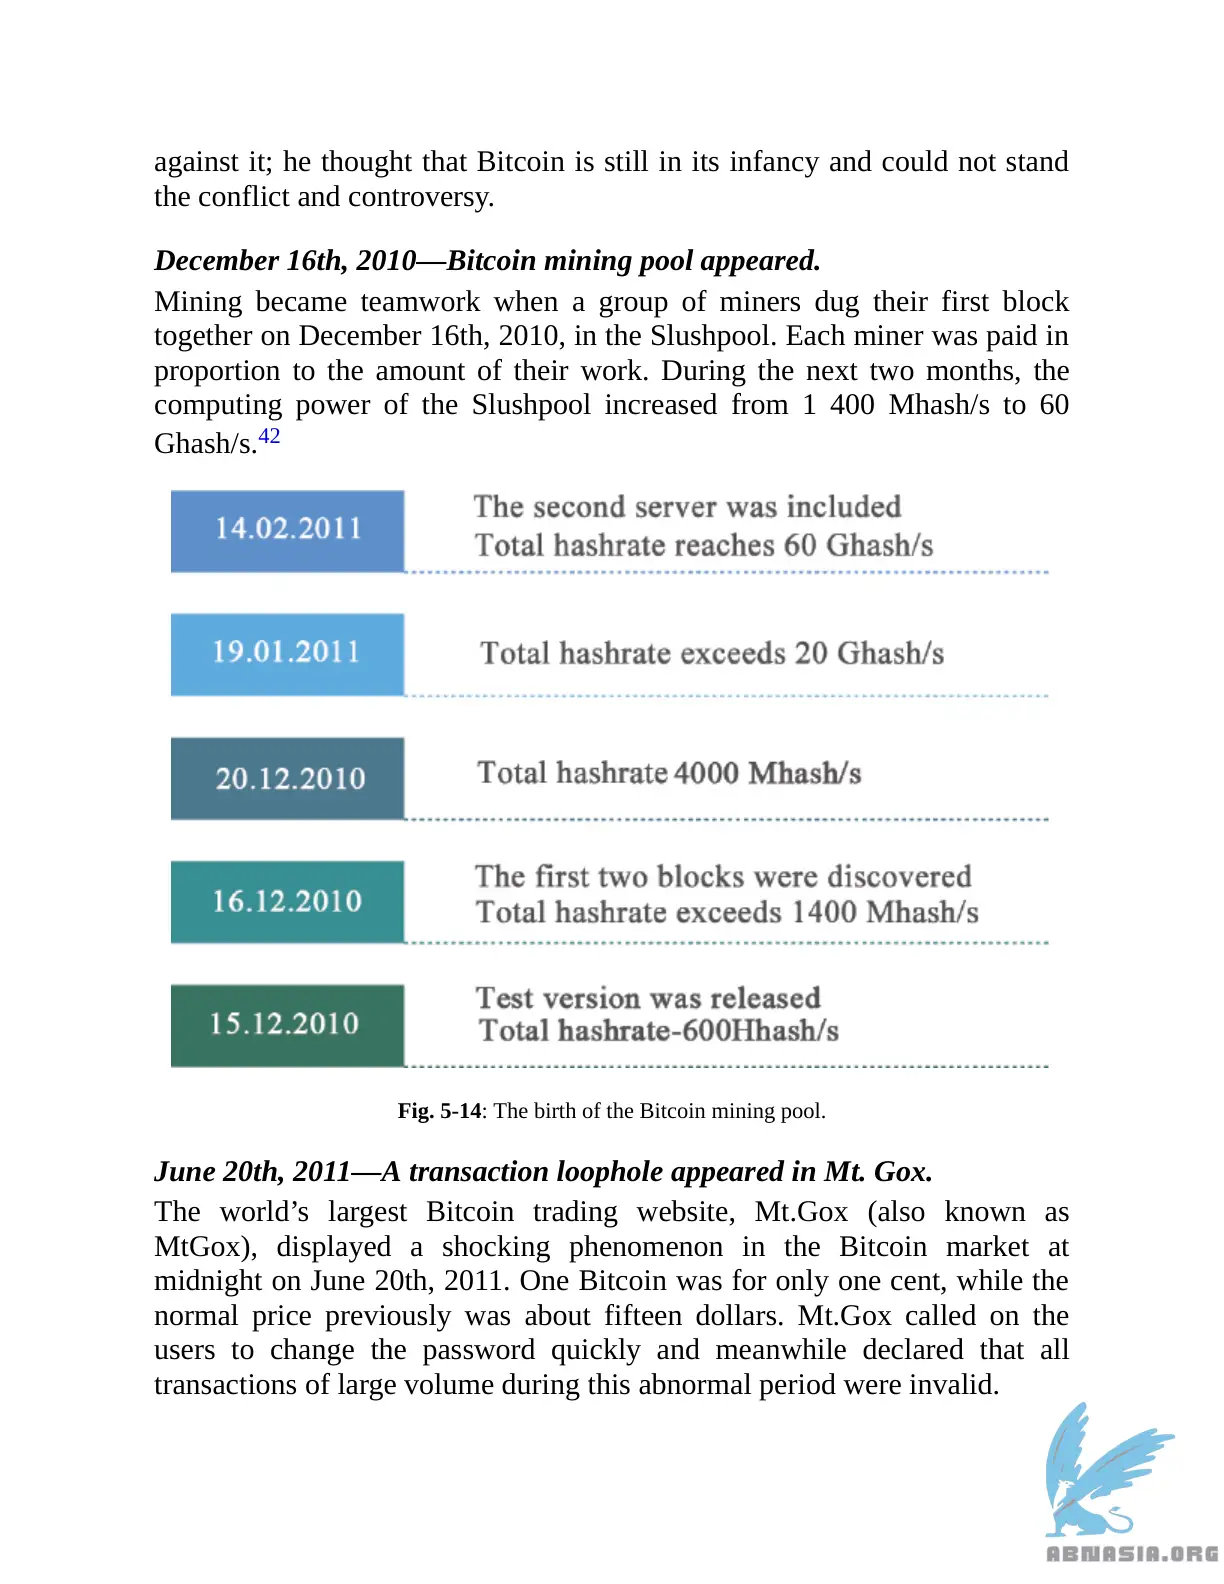 against it; he thought that Bitcoin is still in its infancy and could not stand
the conflict and controversy.
December 16th, 2010—Bitcoin mining pool appeared.
Mining became teamwork when a group of miners dug their first block
together on December 16th, 2010, in the Slushpool. Each miner was paid in
proportion to the amount of their work. During the next two months, the
computing power of the Slushpool increased from 1 400 Mhash/s to 60
Ghash/s.42
14.02.2011
The second server was included
Total hashrate reaches 60 Ghash/s
19.01.2011
Total hashrate exceeds 20 Ghash/s
20.12.2010
Total hashrate 4000 Mhash/s
16.12.2010
The first two blocks were discovered
Total hashrate exceeds 1400 Mhash/s
15.12.2010
Test version was released
Total hashrate-600Hhash/s
Fig. 5-14: The birth of the Bitcoin mining pool.
June 20th, 2011—A transaction loophole appeared in Mt. Gox.
The world’s largest Bitcoin trading website, Mt.Gox (also known as
MtGox), displayed a shocking phenomenon in the Bitcoin market at
midnight on June 20th, 2011. One Bitcoin was for only one cent, while the
normal price previously was about fifteen dollars. Mt.Gox called on the
users to change the password quickly and meanwhile declared that all
transactions of large volume during this abnormal period were invalid.
ABNASIA.ORG